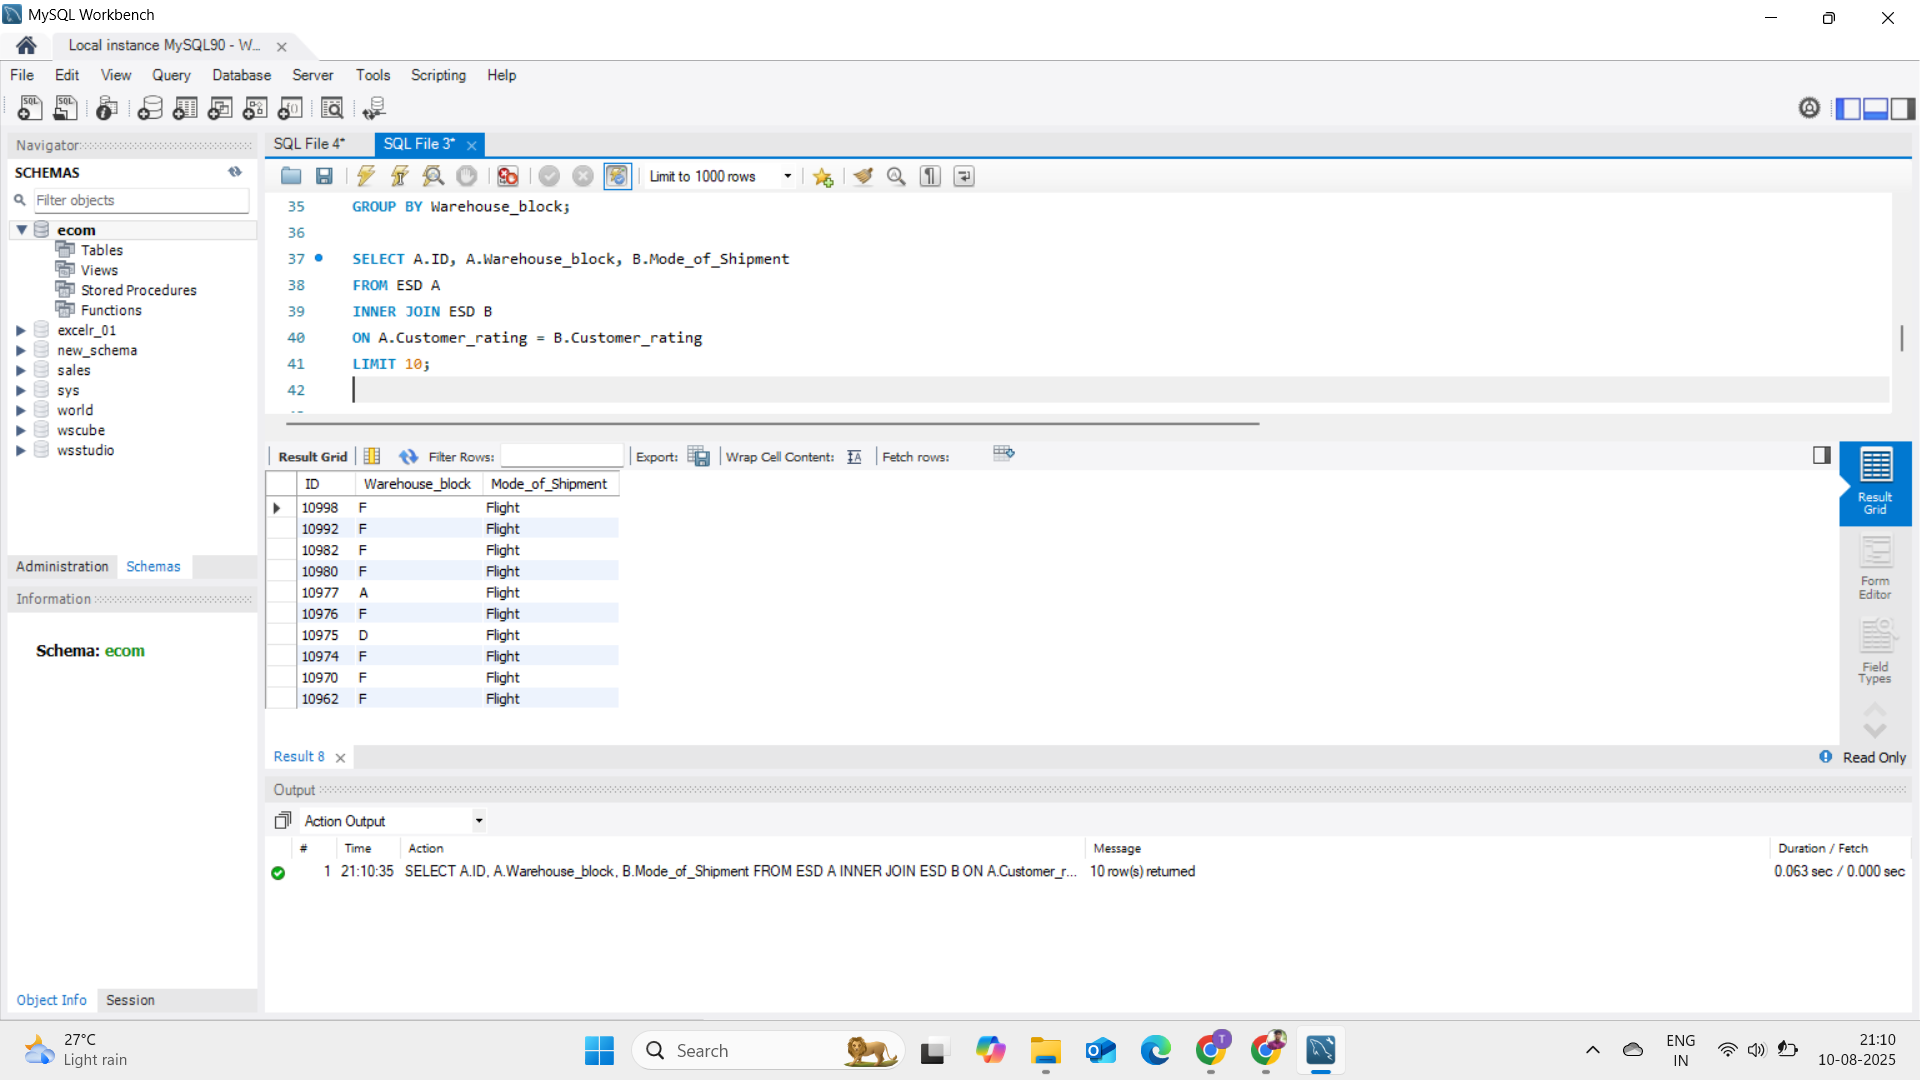 MySQL Workbench
Local instance MySQL90 - W...
File Edit View Query Database Server Tools Scripting Help
Navigator
SCHEMAS
Filter objects
ecom
Tables
Views
Stored Procedures
Functions
excelr_01
new_schema
sales
sys
world
wscube
wsstudio
Administration Schemas
Information
Schema: ecom
Object Info Session
SQL File 4* SQL File 3*
Limit to 1000 rows
35 GROUP BY Warehouse_block;
36
37 SELECT A.ID, A.Warehouse_block, B.Mode_of_Shipment
38 FROM ESD A
39 INNER JOIN ESD B
40 ON A.Customer_rating = B.Customer_rating
41 LIMIT 10;
42
Result Grid Filter Rows: Export: Wrap Cell Content: Fetch rows:
ID Warehouse_block Mode_of_Shipment
10998 F Flight
10992 F Flight
10982 F Flight
10980 F Flight
10977 A Flight
10976 F Flight
10975 D Flight
10974 F Flight
10970 F Flight
10962 F Flight
Result
Grid
Form
Editor
Field
Types
Result 8
Read Only
Output
Action Output
# Time Action Message Duration / Fetch
1 21:10:35 SELECT A.ID, A.Warehouse_block, B.Mode_of_Shipment FROM ESD A INNER JOIN ESD B ON A.Customer_r... 10 row(s) returned 0.063 sec / 0.000 sec
27°C
Light rain
Search
ENG
IN
21:10
10-08-2025